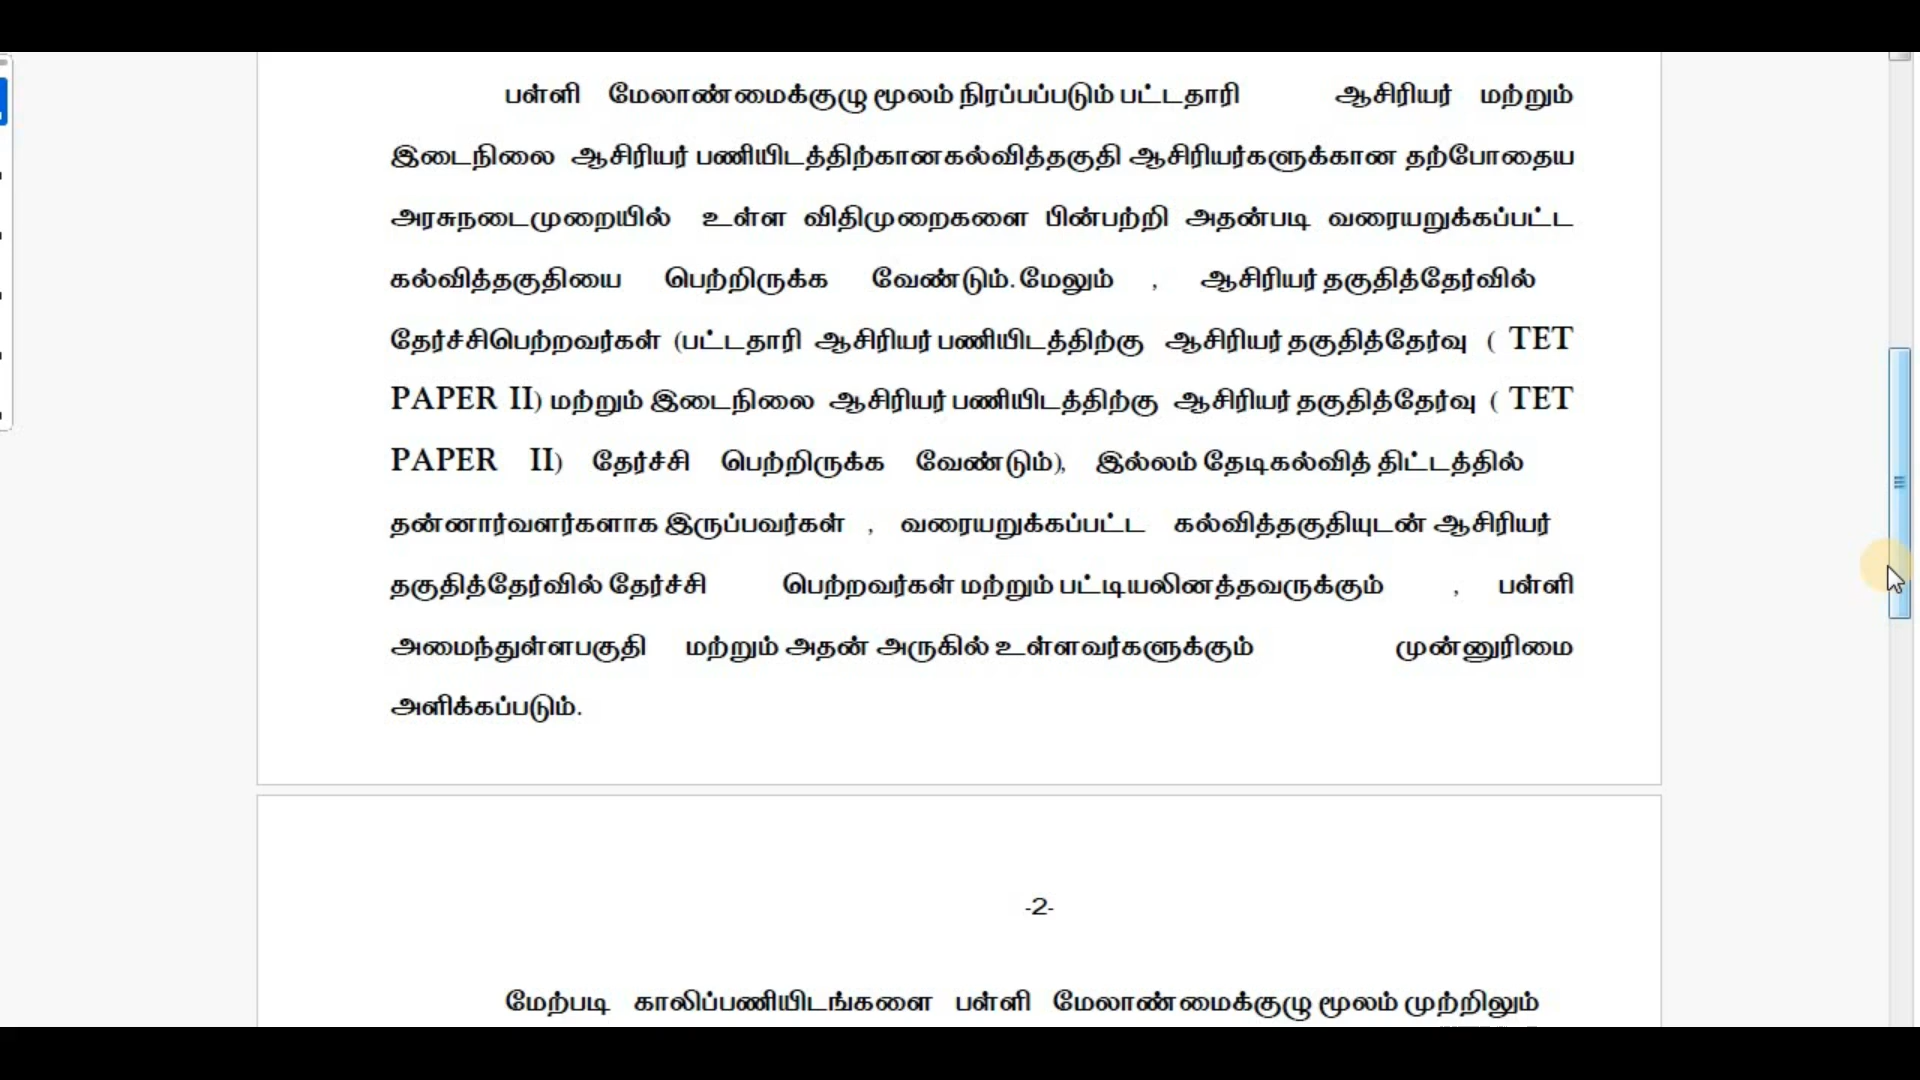 பள்ளி மேலாண்மைக்குழு மூலம் நிரப்பப்படும் பட்டதாரி ஆசிரியர் மற்றும்
இடைநிலை ஆசிரியர் பணியிடத்திற்கானகல்வித்தகுதி ஆசிரியர்களுக்கான தற்போதைய
அரசுநடைமுறையில் உள்ள விதிமுறைகளை பின்பற்றி அதன்படி வரையறுக்கப்பட்ட
கல்வித்தகுதியை பெற்றிருக்க வேண்டும். மேலும் , ஆசிரியர் தகுதித்தேர்வில்
தேர்ச்சிபெற்றவர்கள் (பட்டதாரி ஆசிரியர் பணியிடத்திற்கு ஆசிரியர் தகுதித்தேர்வு ( TET
PAPER II) மற்றும் இடைநிலை ஆசிரியர் பணியிடத்திற்கு ஆசிரியர் தகுதித்தேர்வு ( TET
PAPER II) தேர்ச்சி பெற்றிருக்க வேண்டும்), இல்லம் தேடிகல்வித் திட்டத்தில்
தன்னார்வளர்களாக இருப்பவர்கள் , வரையறுக்கப்பட்ட கல்வித்தகுதியுடன் ஆசிரியர்
தகுதித்தேர்வில் தேர்ச்சி பெற்றவர்கள் மற்றும் பட்டியலினத்தவருக்கும் , பள்ளி
அமைந்துள்ளபகுதி மற்றும் அதன் அருகில் உள்ளவர்களுக்கும் முன்னுரிமை
அளிக்கப்படும்.
-2-
மேற்படி காலிப்பணியிடங்களை பள்ளி மேலாண்மைக்குழு மூலம் முற்றிலும்